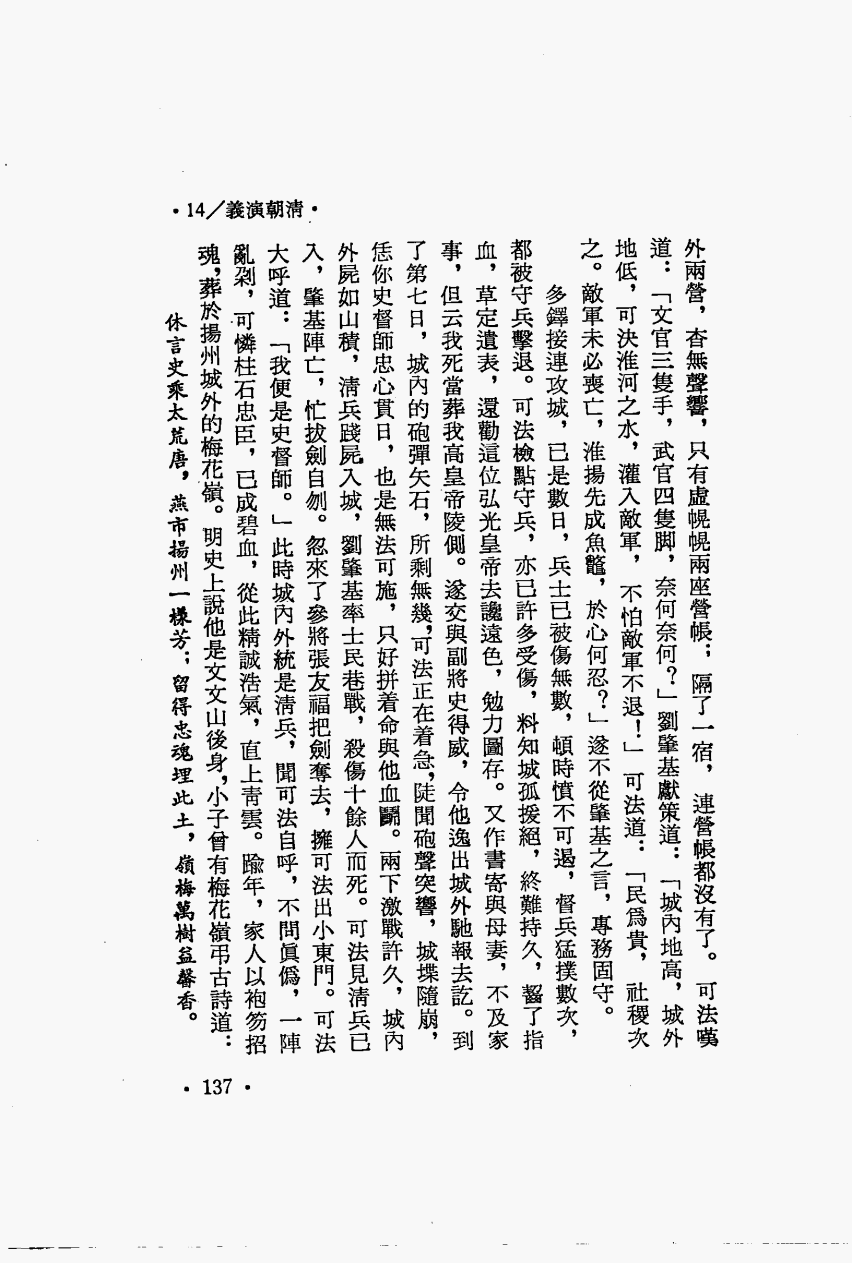 •14／義演朝淸•
外兩營，杳無聲響，只有虛幌幌兩座營帳；隔了一宿，連營帳都沒有了。可法嘆
道：「文官三隻手，武官四隻脚，奈何奈何？」劉肇基獻策道：「城內地高，城外
地低，可決淮河之水，灌入敵軍，不怕敵軍不退！」可法道：「民爲貴，社稷次
之。敵軍未必喪亡，淮揚先成魚鼈，於心何忍？」遂不從肇基之言，專務固守。
多鐸接連攻城，已是數日，兵士已被傷無數，頓時憤不可遏，督兵猛撲數次，
都被守兵擊退。可法檢點守兵，亦已許多受傷，料知城孤援絕，終難持久，齧了指
血，草定遺表，還勸這位弘光皇帝去讒遠色，勉力圖存。又作書寄與母妻，不及家
事，但云我死當葬我高皇帝陵側。遂交與副將史得威，令他逸出城外馳報去訖。到
了第七日，城內的砲彈矢石，所剩無幾，可法正在着急，陡聞砲聲突響，城堞隨崩，
恁你史督師忠心貫日，也是無法可施，只好拼着命與他血鬭。兩下激戰許久，城內
外屍如山積，淸兵踐屍入城，劉肇基率士民巷戰，殺傷十餘人而死。可法見淸兵已
入，肇基陣亡，忙拔劍自刎。忽來了參將張友福把劍奪去，擁可法出小東門。可法
大呼道：「我便是史督師。」此時城內外統是淸兵，聞可法自呼，不問眞僞，一陣
亂剁，可憐柱石忠臣，已成碧血，從此精誠浩氣，直上靑雲。踰年，家人以袍笏招
魂，葬於揚州城外的梅花嶺。明史上說他是文文山後身，小子曾有梅花嶺弔古詩道：
休言史乘太荒唐，燕市揚州一樣芳；留得忠魂埋此土，嶺梅萬樹益馨香。
•137•